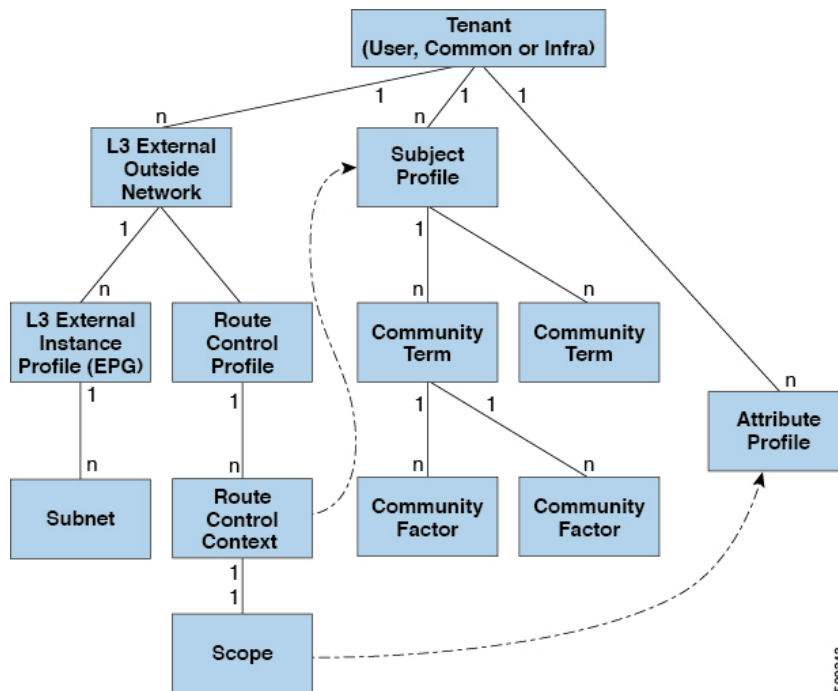 Tenant
(User, Common or Infra)
1
1
1
n
n
L3 External
Outside
Network
Subject
Profile
1
1
n
n
n
L3 External
Instance
Profile (EPG)
Route
Control
Profile
Community
Term
Community
Term
n
Attribute
Profile
1
1
1
1
n
n
n
n
Subnet
Route
Control
Context
Community
Factor
Community
Factor
1
1
Scope